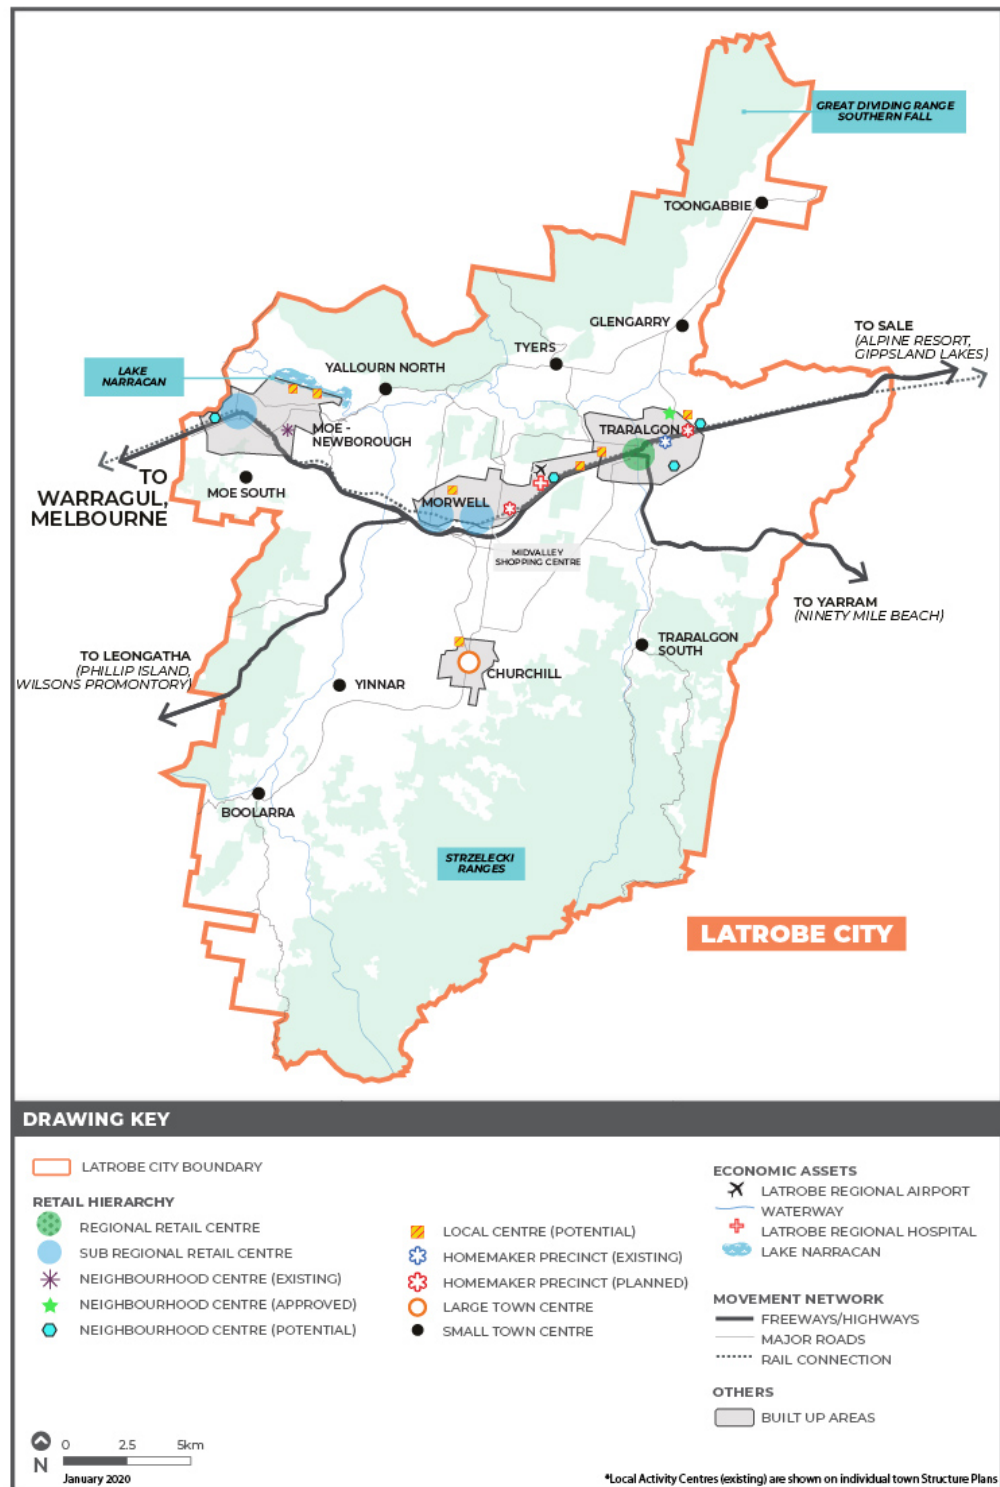 GREAT DIVIDING RANGE
SOUTHERN FALL
TOONGABBIE
GLENGARRY
TO SALE
(ALPINE RESORT,
GIPPSLAND LAKES)
TYERS
YALLOURN NORTH
LAKE
NARRACAN
MOE -
NEWBOROUGH
TRARALGON
TO
WARRAGUL,
MELBOURNE
MOE SOUTH
MORWELL
MIDVALLEY
SHOPPING CENTRE
TO YARRAM
(NINETY MILE BEACH)
TRARALGON
SOUTH
TO LEONGATHA
(PHILLIP ISLAND,
WILSONS PROMONTORY)
YINNAR
CHURCHILL
BOOLARRA
STRZELECKI
RANGES
LATROBE CITY
DRAWING KEY
LATROBE CITY BOUNDARY
RETAIL HIERARCHY
REGIONAL RETAIL CENTRE
SUB REGIONAL RETAIL CENTRE
NEIGHBOURHOOD CENTRE (EXISTING)
NEIGHBOURHOOD CENTRE (APPROVED)
NEIGHBOURHOOD CENTRE (POTENTIAL)
LOCAL CENTRE (POTENTIAL)
HOMEMAKER PRECINCT (EXISTING)
HOMEMAKER PRECINCT (PLANNED)
LARGE TOWN CENTRE
SMALL TOWN CENTRE
ECONOMIC ASSETS
LATROBE REGIONAL AIRPORT
WATERWAY
LATROBE REGIONAL HOSPITAL
LAKE NARRACAN
MOVEMENT NETWORK
FREEWAYS/HIGHWAYS
MAJOR ROADS
RAIL CONNECTION
OTHERS
BUILT UP AREAS
0 2.5 5km
N
January 2020
*Local Activity Centres (existing) are shown on individual town Structure Plans